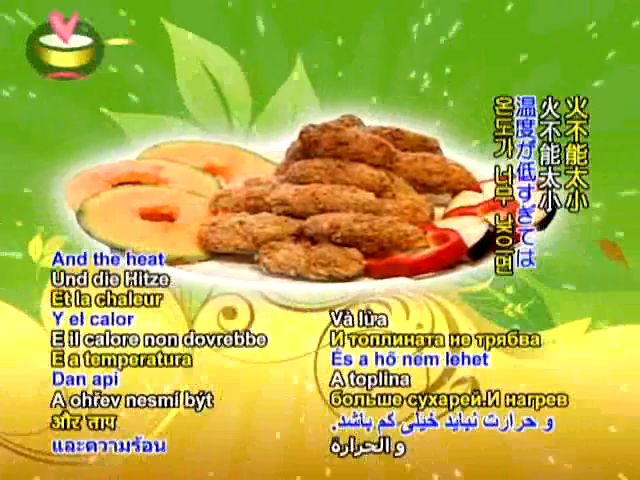 火不能太小
火不能太小
温度が低すぎては
온도가 너무 낮으면
And the heat
Und die Hitze
Et la chaleur
Y el calor
E il calore non dovrebbe
E a temperatura
Dan api
A ohřev nesmí být
और ताप
และความร้อน
Và lửa
И топлината не трябва
És a hő nem lehet
A toplina
больше сухарей.И нагрев
و حرارت نباید خیلی کم باشد.
و الحرارة